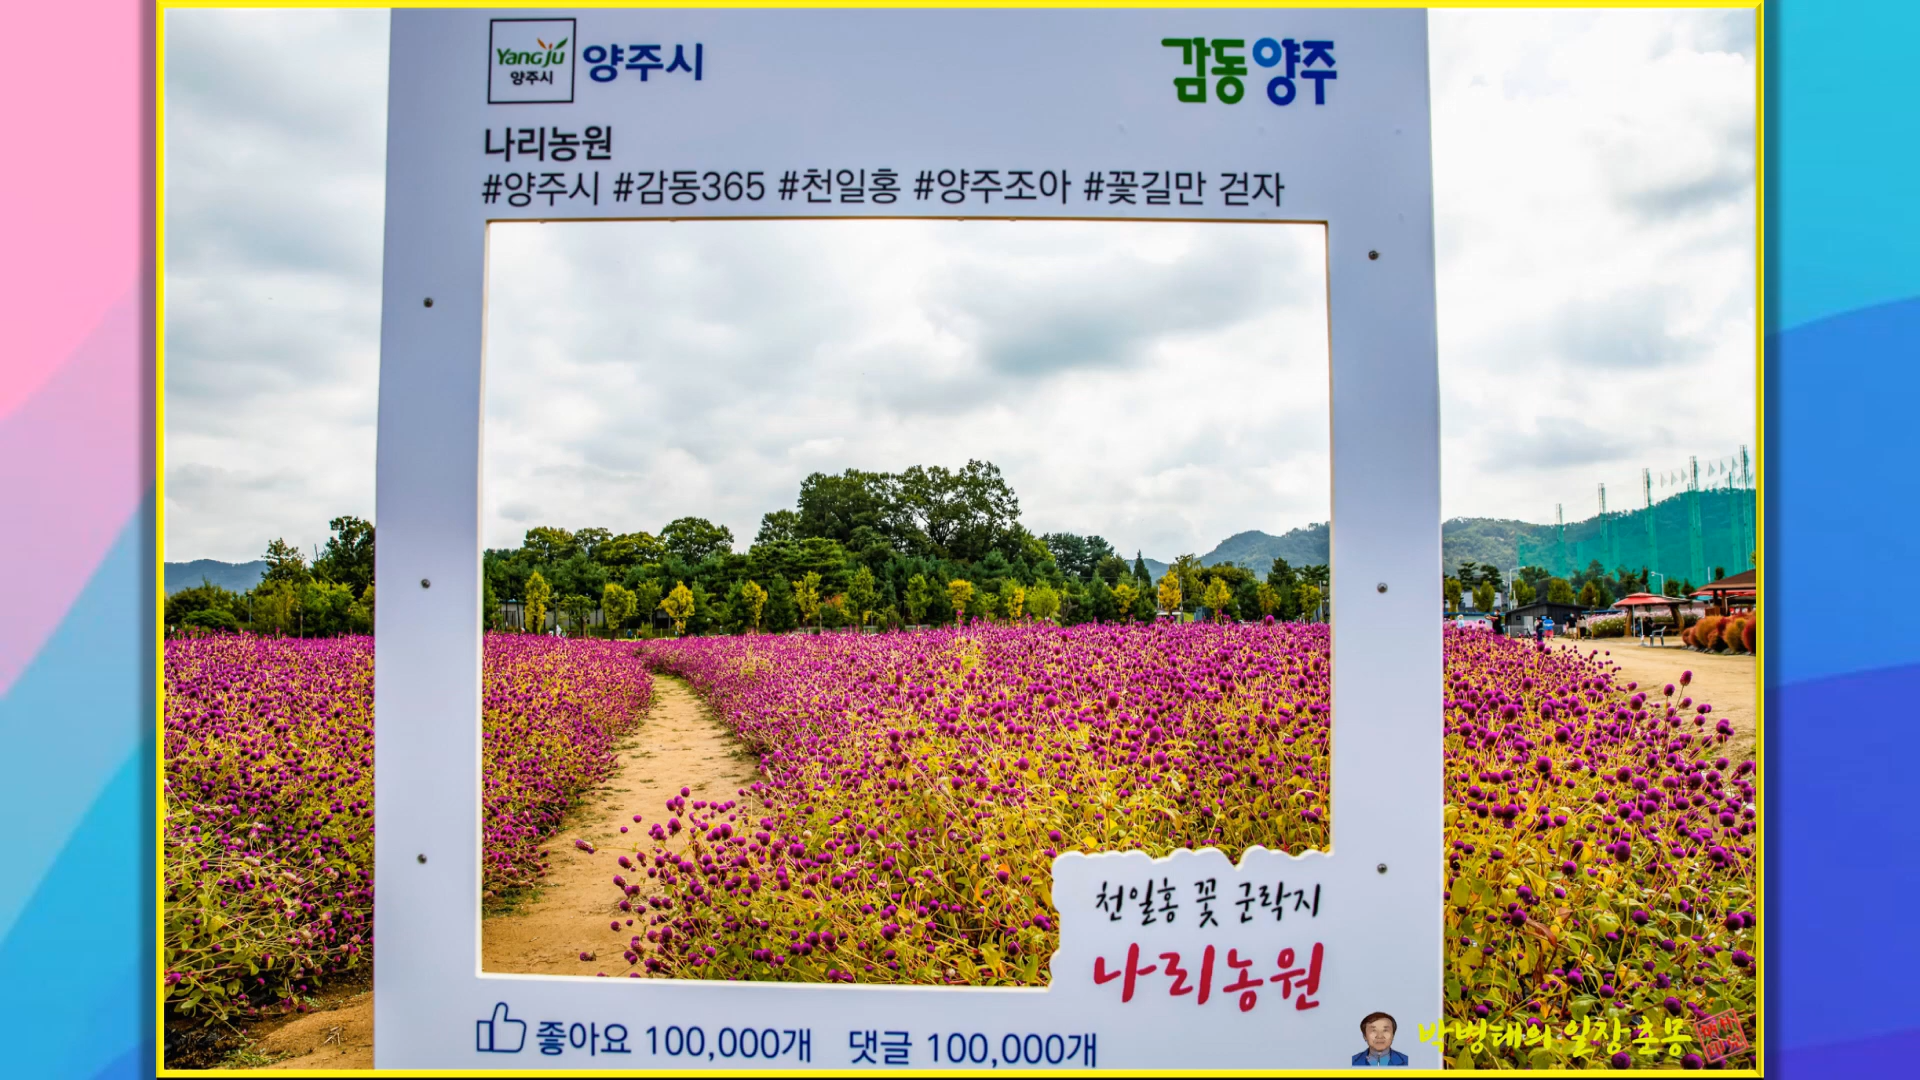 Yangju
양주시
양주시
감동양주
나리농원
#양주시 #감동365 #천일홍 #양주조아 #꽃길만 걷자
천일홍 꽃 군락지
나리농원
좋아요 100,000개 댓글 100,000개
박병태의 일장춘몽